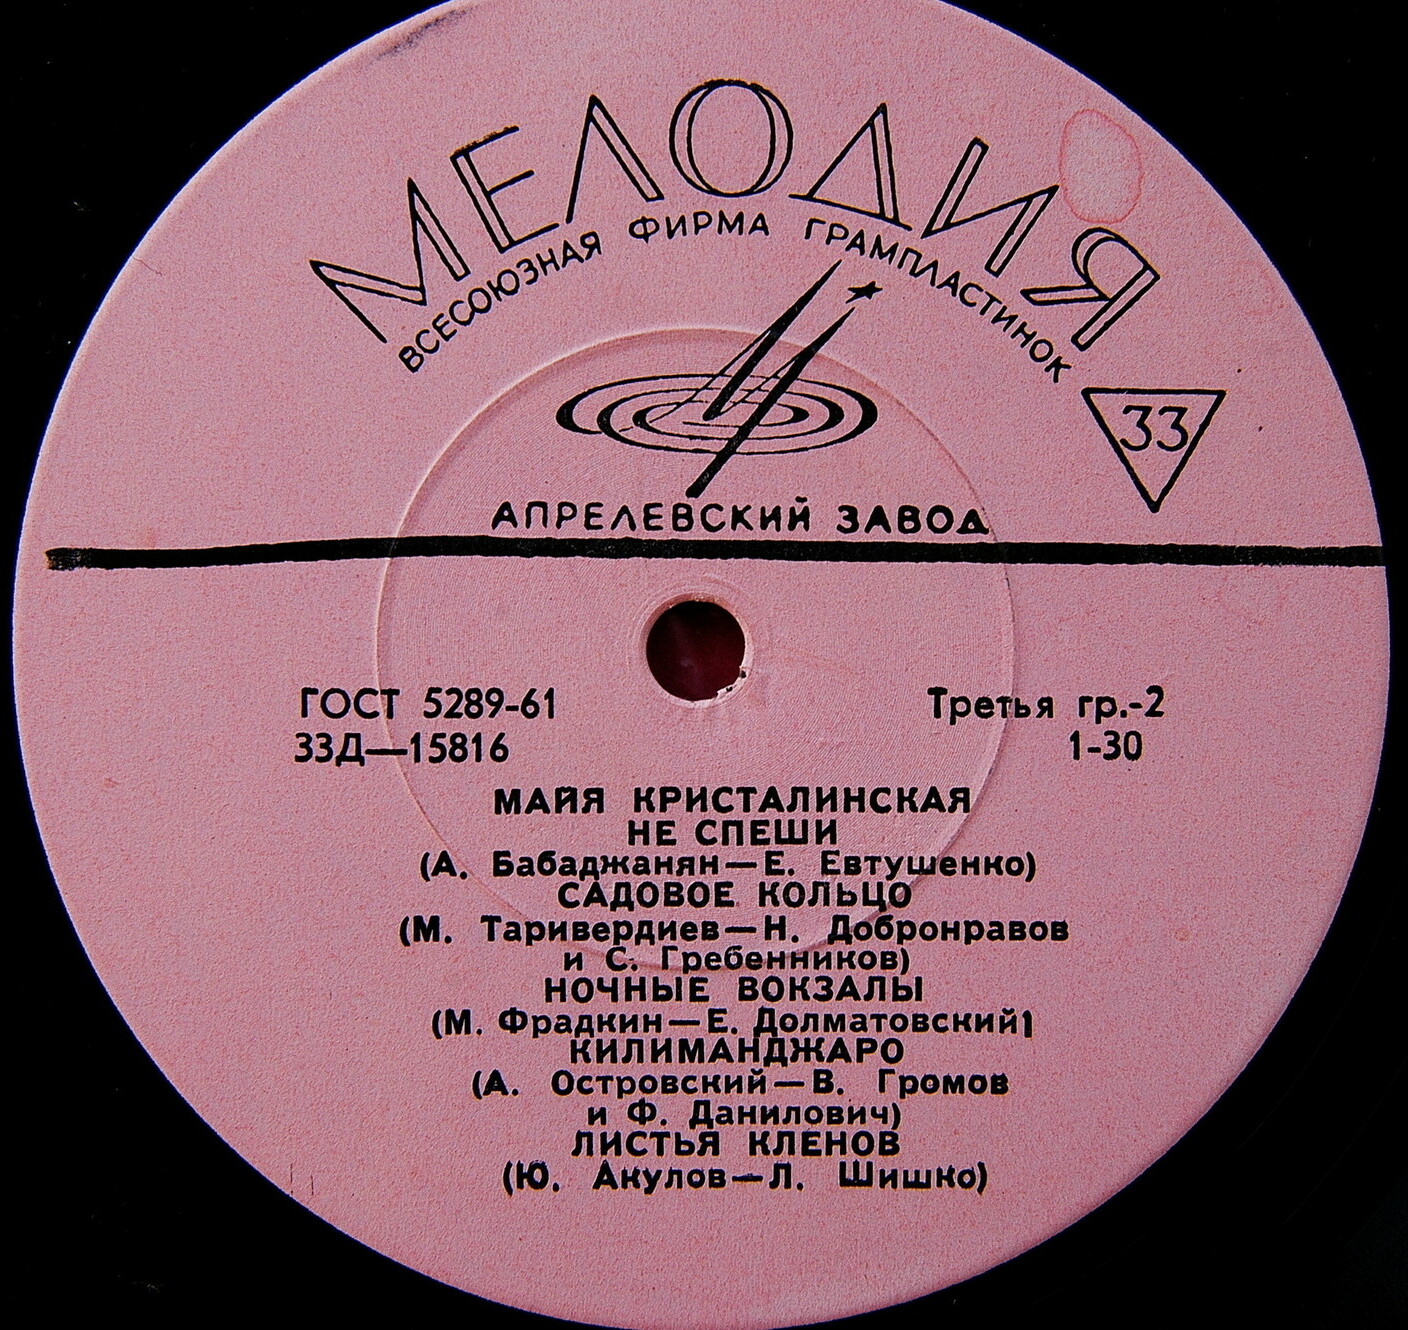 МЕЛОДИЯ
ВСЕСОЮЗНАЯ ФИРМА ГРАМПЛАСТИНОК
33
АПРЕЛЕВСКИЙ ЗАВОД
ГОСТ 5289-61
Третья гр.-2
33Д—15816
1-30
МАЙЯ КРИСТАЛИНСКАЯ
НЕ СПЕШИ
(А. Бабаджанян—Е. Евтушенко)
САДОВОЕ КОЛЬЦО
(М. Таривердиев—Н. Добронравов
и С. Гребенников)
НОЧНЫЕ ВОКЗАЛЫ
(М. Фрадкин—Е. Долматовский)
КИЛИМАНДЖАРО
(А. Островский—В. Громов
и Ф. Данилович)
ЛИСТЬЯ КЛЕНОВ
(Ю. Акулов—Л. Шишко)